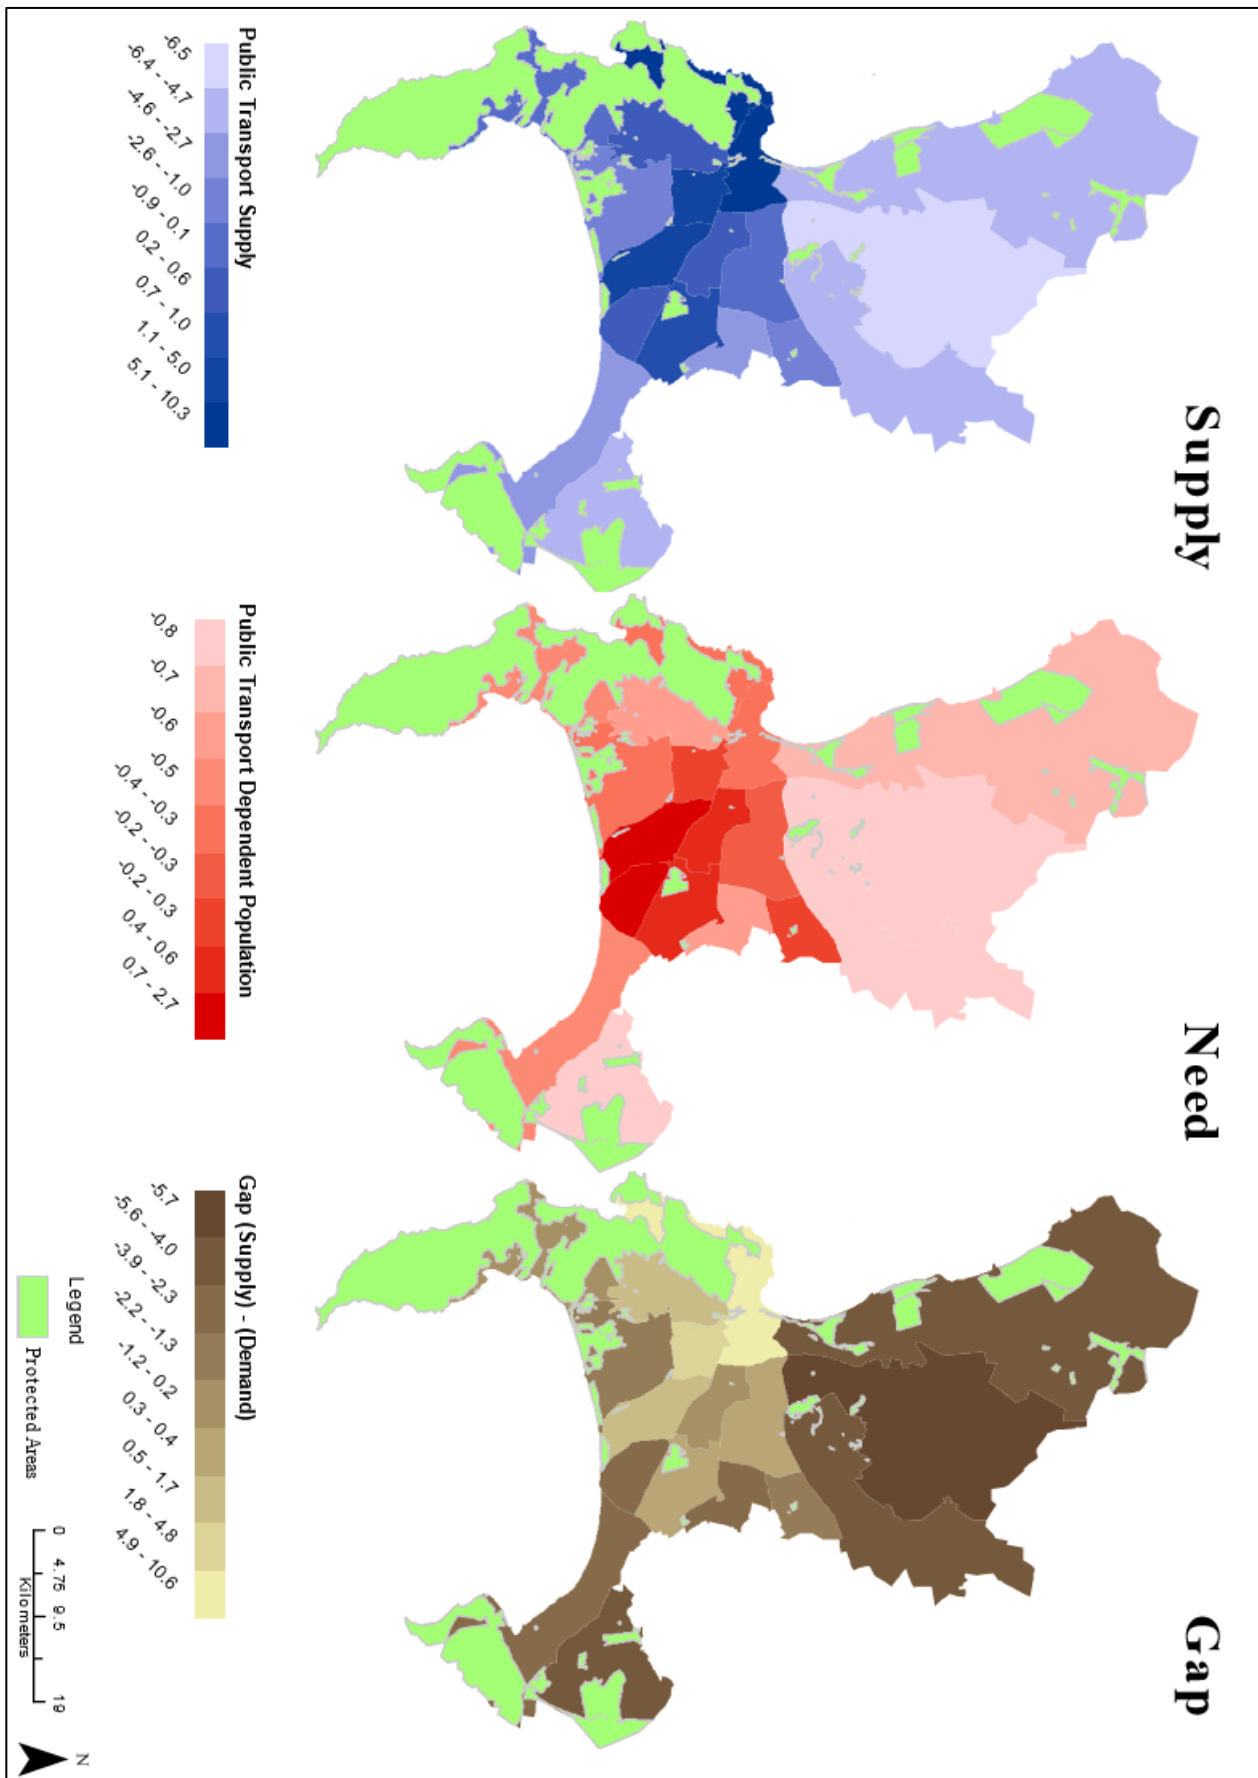 Supply
Need
Gap
Public Transport Supply
-6.5
-6.4 - -4.7
-4.6 - -2.7
-2.6 - -1.0
-0.9 - 0.1
0.2 - 0.6
0.7 - 1.0
1.1 - 5.0
5.1 - 10.3
Public Transport Dependent Population
-0.8
-0.7
-0.6
-0.5
-0.4 - -0.3
-0.2 - -0.3
-0.2 - 0.3
0.4 - 0.6
0.7 - 2.7
Gap (Supply) - (Demand)
-5.7
-5.6 - -4.0
-3.9 - -2.3
-2.2 - -1.3
-1.2 - 0.2
0.3 - 0.4
0.5 - 1.7
1.8 - 4.8
4.9 - 10.6
Legend
Protected Areas
0 4.75 9.5 19
Kilometers
N